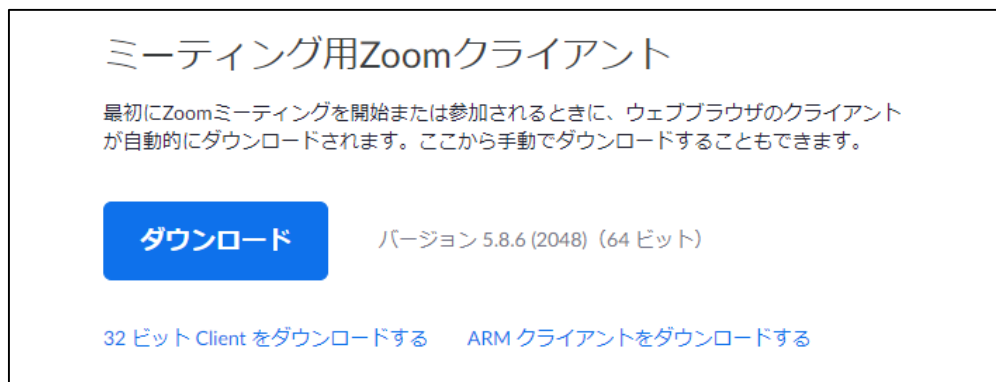 ミーティング用Zoomクライアント
最初にZoomミーティングを開始または参加されるときに、ウェブブラウザのクライアント
が自動的にダウンロードされます。ここから手動でダウンロードすることもできます。
ダウンロード バージョン 5.8.6 (2048)（64 ビット）
32 ビット Client をダウンロードする ARM クライアントをダウンロードする